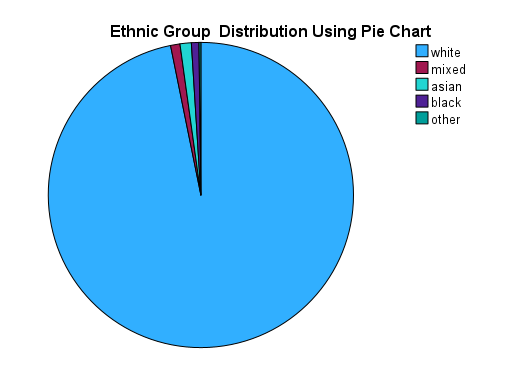 Ethnic Group  Distribution Using Pie Chart
white
mixed
asian
black
other